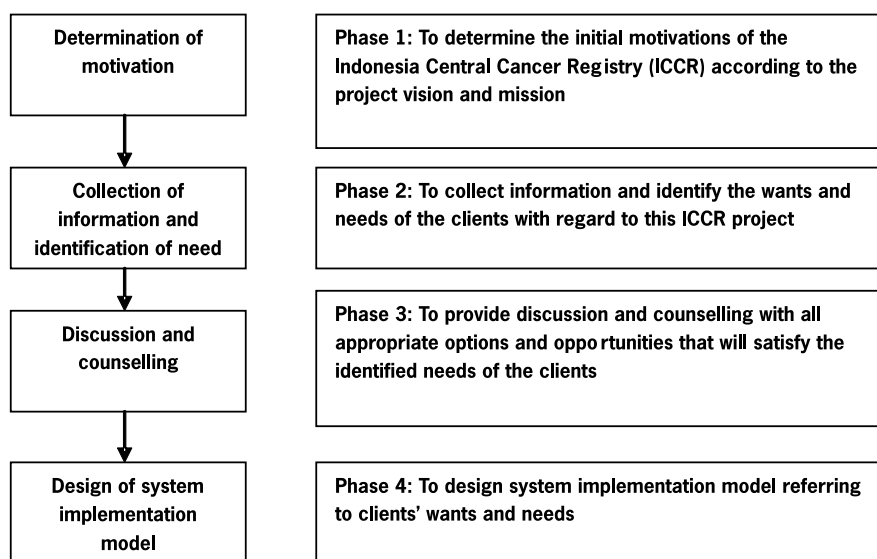 Determination of
motivation
Phase 1: To determine the initial motivations of the
Indonesia Central Cancer Registry (ICCR) according to the
project vision and mission
Collection of
information and
identification of need
Phase 2: To collect information and identify the wants and
needs of the clients with regard to this ICCR project
Discussion and
counselling
Phase 3: To provide discussion and counselling with all
appropriate options and opportunities that will satisfy the
identified needs of the clients
Design of system
implementation
model
Phase 4: To design system implementation model referring
to clients’ wants and needs